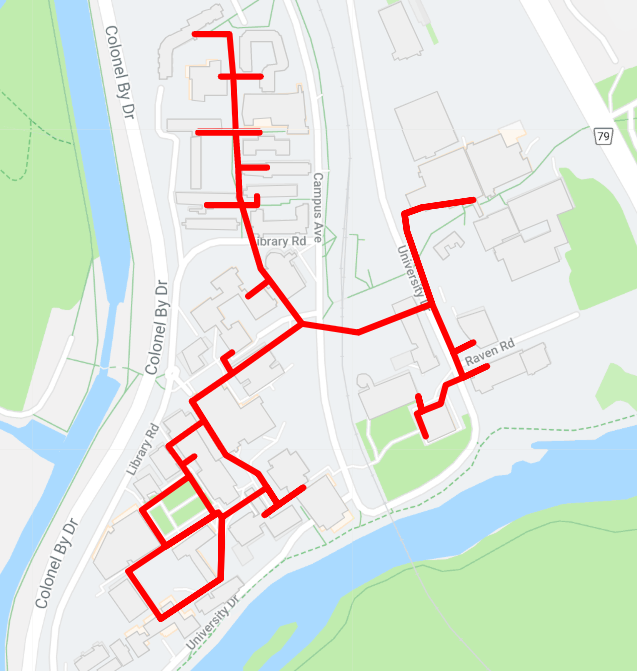 Colonel By Dr
79
Campus Ave
Library Rd
University
Colonel By Dr
Raven Rd
Library Rd
Colonel By Dr
University Dr